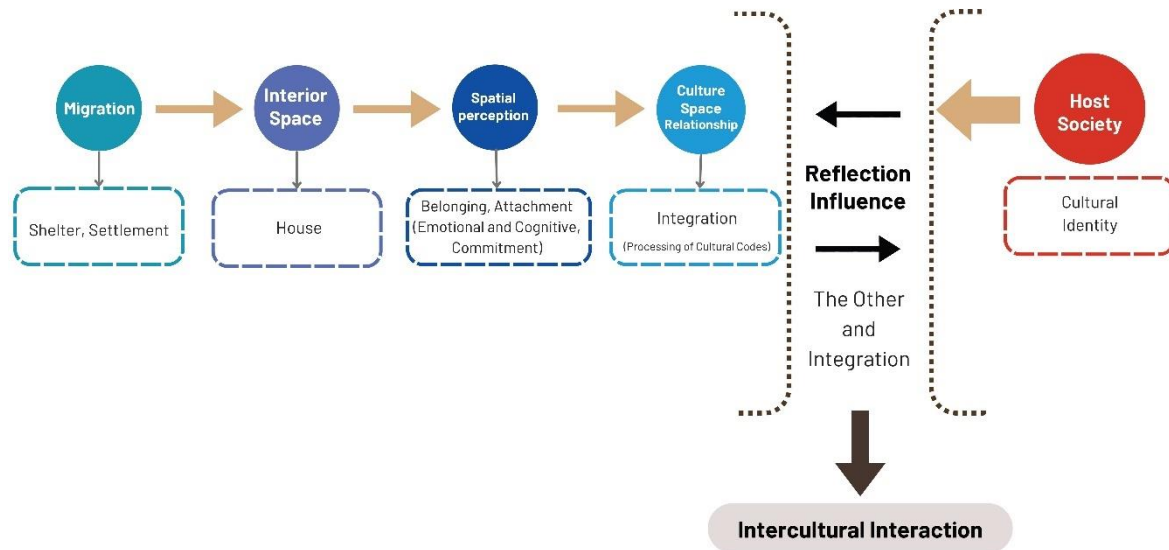 Migration
Interior
Space
Spatial
perception
Culture
Space
Relationship
Host
Society
Shelter, Settlement
House
Belonging, Attachment
(Emotional and Cognitive,
Commitment)
Integration
(Processing of Cultural Codes)
Reflection
Influence
The Other
and
Integration
Cultural
Identity
Intercultural Interaction